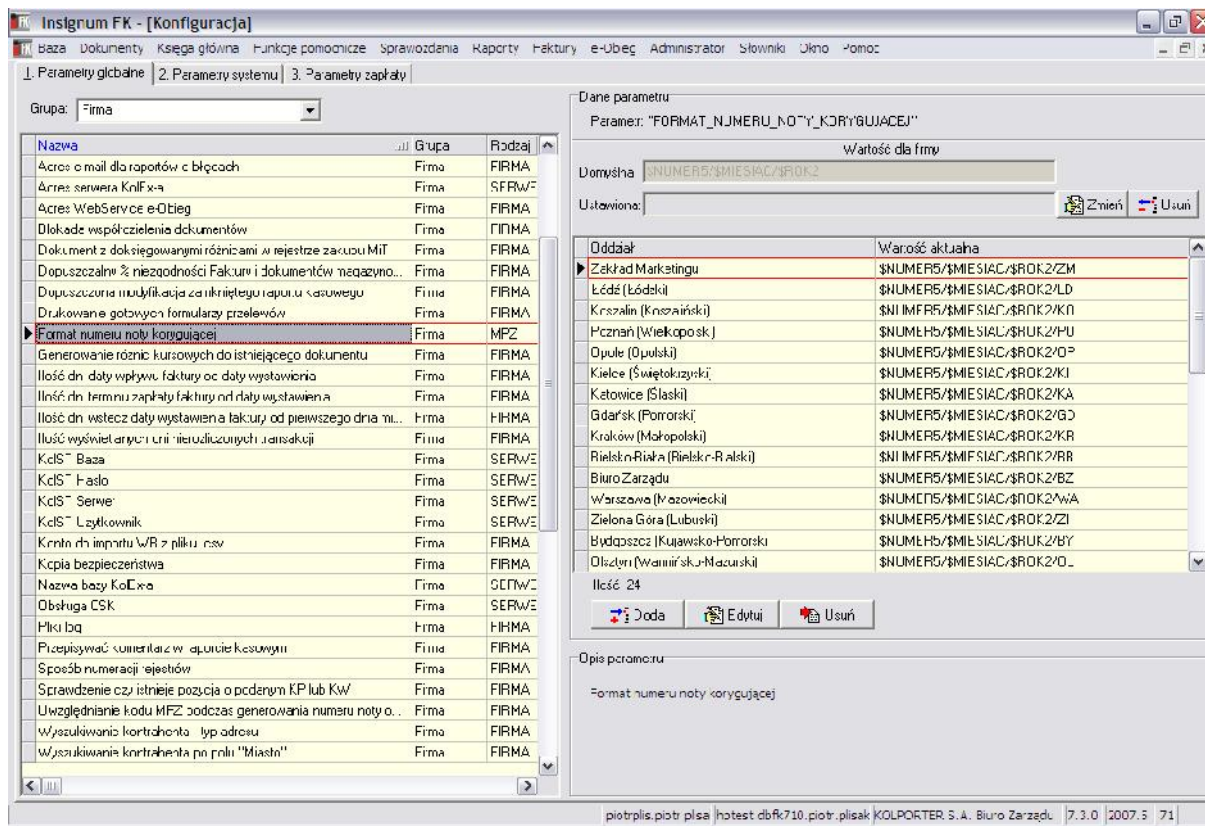 Insignum FK - [Konfiguracja]
Baza Dokumenty Księga główna Funkcje pomocnicze Sprawozdania Raporty Faktury e-Obieg Administrator Słowniki Okno Pomoc
1. Parametry globalne 2. Parametry systemu 3. Parametry zapłaty
Grupa: Firma
Nazwa Grupa Rodzaj
Adres e-mail dla raportów o błędach Firma FIRMA
Adres serwera KolEx-a Firma SERWE
Adres WebService e-Obieg Firma FIRMA
Blokada współdzielenia dokumentów Firma FIRMA
Dokument z doksięgowanymi różnicami w rejestrze zakupu MiT Firma FIRMA
Dopuszczalny % niezgodności Faktury i dokumentów magazyno... Firma FIRMA
Dopuszczona modyfikacja zamkniętego raportu kasowego Firma FIRMA
Drukowanie gotowych formularzy przelewów Firma FIRMA
Format numeru noty korygującej Firma MPZ
Generowanie różnic kursowych do istniejącego dokumentu Firma FIRMA
Ilość dni daty wpływu faktury od daty wystawienia Firma FIRMA
Ilość dni terminu zapłaty faktury od daty wystawienia Firma FIRMA
Ilość dni wstecz daty wystawienia faktury od pierwszego dnia mi... Firma FIRMA
Ilość wyświetlanych dni nierozliczonych transakcji Firma FIRMA
KolST Baza Firma SERWE
KolST Hasło Firma SERWE
KolST Serwer Firma SERWE
KolST Użytkownik Firma SERWE
Konto do importu WB z pliku .csv Firma FIRMA
Kopia bezpieczeństwa Firma FIRMA
Nazwa bazy KolEx-a Firma SERWE
Obsługa CSK Firma SERWE
Pliki log Firma FIRMA
Przepisywać komentarz w raporcie kasowym Firma FIRMA
Sposób numeracji rejestrów Firma FIRMA
Sprawdzenie czy istnieje pozycja o podanym KP lub KW Firma FIRMA
Uwzględnianie kodu MPZ podczas generowania numeru noty o... Firma FIRMA
Wyszukiwanie kontrahenta - typ adresu Firma FIRMA
Wyszukiwanie kontrahenta po polu "Miasto" Firma FIRMA
Dane parametru
Parametr: "FORMAT_NUMERU_NOTY_KORYGUJACEJ"
Wartość dla firmy
Domyślna $NUMER5/$MIESIAC/$ROK2
Ustawiona: Zmień Usuń
Oddział Wartość aktualna
Zakład Marketingu $NUMER5/$MIESIAC/$ROK2/ZM
Łódź (Łódzki) $NUMER5/$MIESIAC/$ROK2/LD
Koszalin (Koszaliński) $NUMER5/$MIESIAC/$ROK2/KO
Poznań (Wielkopolski) $NUMER5/$MIESIAC/$ROK2/PO
Opole (Opolski) $NUMER5/$MIESIAC/$ROK2/OP
Kielce (Świętokrzyski) $NUMER5/$MIESIAC/$ROK2/KI
Katowice (Śląski) $NUMER5/$MIESIAC/$ROK2/KA
Gdańsk (Pomorski) $NUMER5/$MIESIAC/$ROK2/GD
Kraków (Małopolski) $NUMER5/$MIESIAC/$ROK2/KR
Bielsko-Biała (Bielsko-Bialski) $NUMER5/$MIESIAC/$ROK2/BB
Biuro Zarządu $NUMER5/$MIESIAC/$ROK2/BZ
Warszawa (Mazowiecki) $NUMER5/$MIESIAC/$ROK2/WA
Zielona Góra (Lubuski) $NUMER5/$MIESIAC/$ROK2/ZI
Bydgoszcz (Kujawsko-Pomorski $NUMER5/$MIESIAC/$ROK2/BY
Olsztyn (Warmińsko-Mazurski) $NUMER5/$MIESIAC/$ROK2/OL
Ilość 24
Dodaj Edytuj Usuń
Opis parametru
Format numeru noty korygującej
KOLPORTER S.A. Biuro Zarządu 7.3.0 2007.5 71